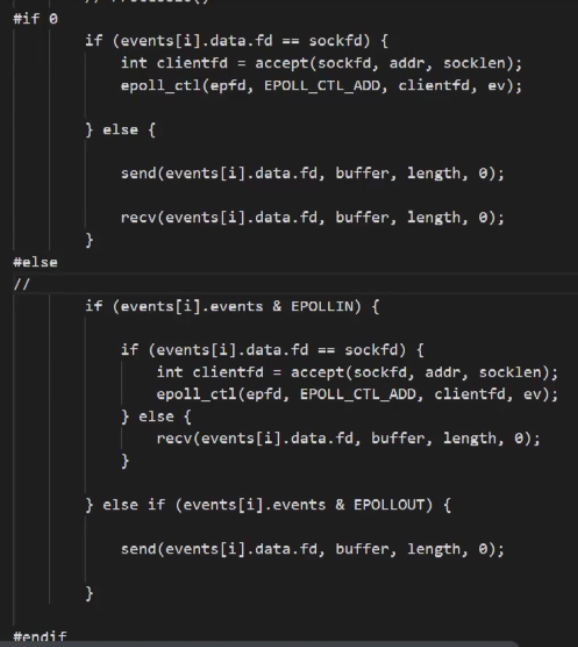 #if 0
if (events[i].data.fd == sockfd) {
int clientfd = accept(sockfd, addr, socklen);
epoll_ctl(epfd, EPOLL_CTL_ADD, clientfd, ev);
} else {
send(events[i].data.fd, buffer, length, 0);
recv(events[i].data.fd, buffer, length, 0);
}
#else
//
if (events[i].events & EPOLLIN) {
if (events[i].data.fd == sockfd) {
int clientfd = accept(sockfd, addr, socklen);
epoll_ctl(epfd, EPOLL_CTL_ADD, clientfd, ev);
} else {
recv(events[i].data.fd, buffer, length, 0);
}
} else if (events[i].events & EPOLLOUT) {
send(events[i].data.fd, buffer, length, 0);
}
#endif